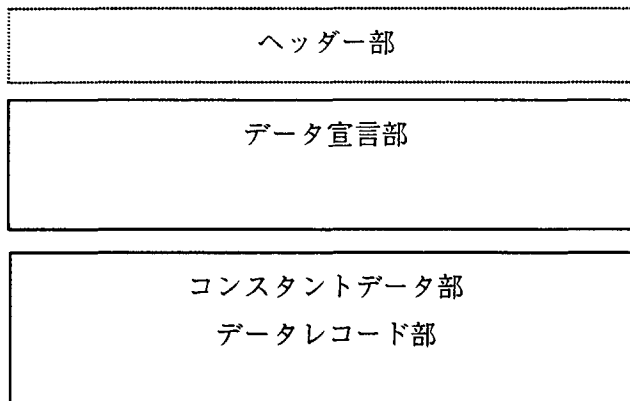 ヘッダー部
データ宣言部
コンスタントデータ部
データレコード部